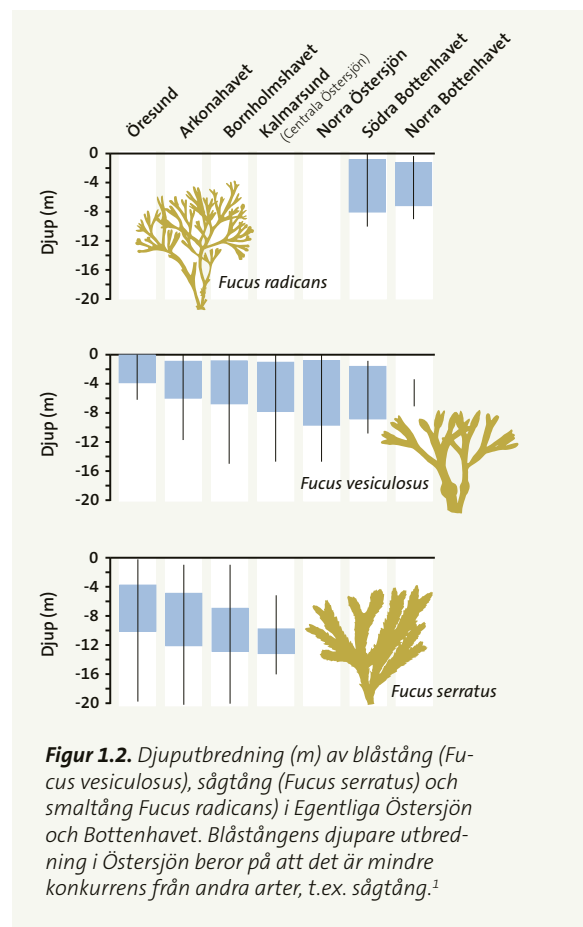 Öresund
Arkonahavet
Bornholmshavet
Kalmarsund
(Centrala Östersjön)
Norra Östersjön
Södra Bottenhavet
Norra Bottenhavet
Djup (m)
0
-4
-8
-12
-16
-20
Fucus radicans
Djup (m)
0
-4
-8
-12
-16
-20
Fucus vesiculosus
Djup (m)
0
-4
-8
-12
-16
-20
Fucus serratus
Figur 1.2. Djuputbredning (m) av blåstång (Fu-
cus vesiculosus), sågtång (Fucus serratus) och
smaltång Fucus radicans) i Egentliga Östersjön
och Bottenhavet. Blåstångens djupare utbred-
ning i Östersjön beror på att det är mindre
konkurrens från andra arter, t.ex. sågtång.1